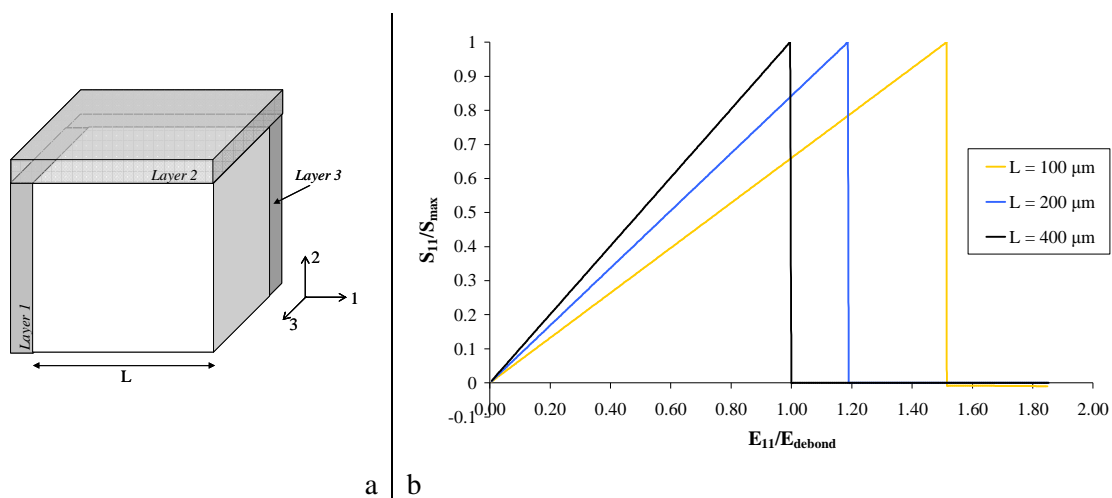 Layer 2
Layer 3
Layer 1
2
1
3
L
a
b
1
0.9
0.8
0.7
0.6
0.5
0.4
0.3
0.2
0.1
0
-0.1
S11/Smax
0.00 0.20 0.40 0.60 0.80 1.00 1.20 1.40 1.60 1.80 2.00
E11/Edebond
L = 100 μm
L = 200 μm
L = 400 μm